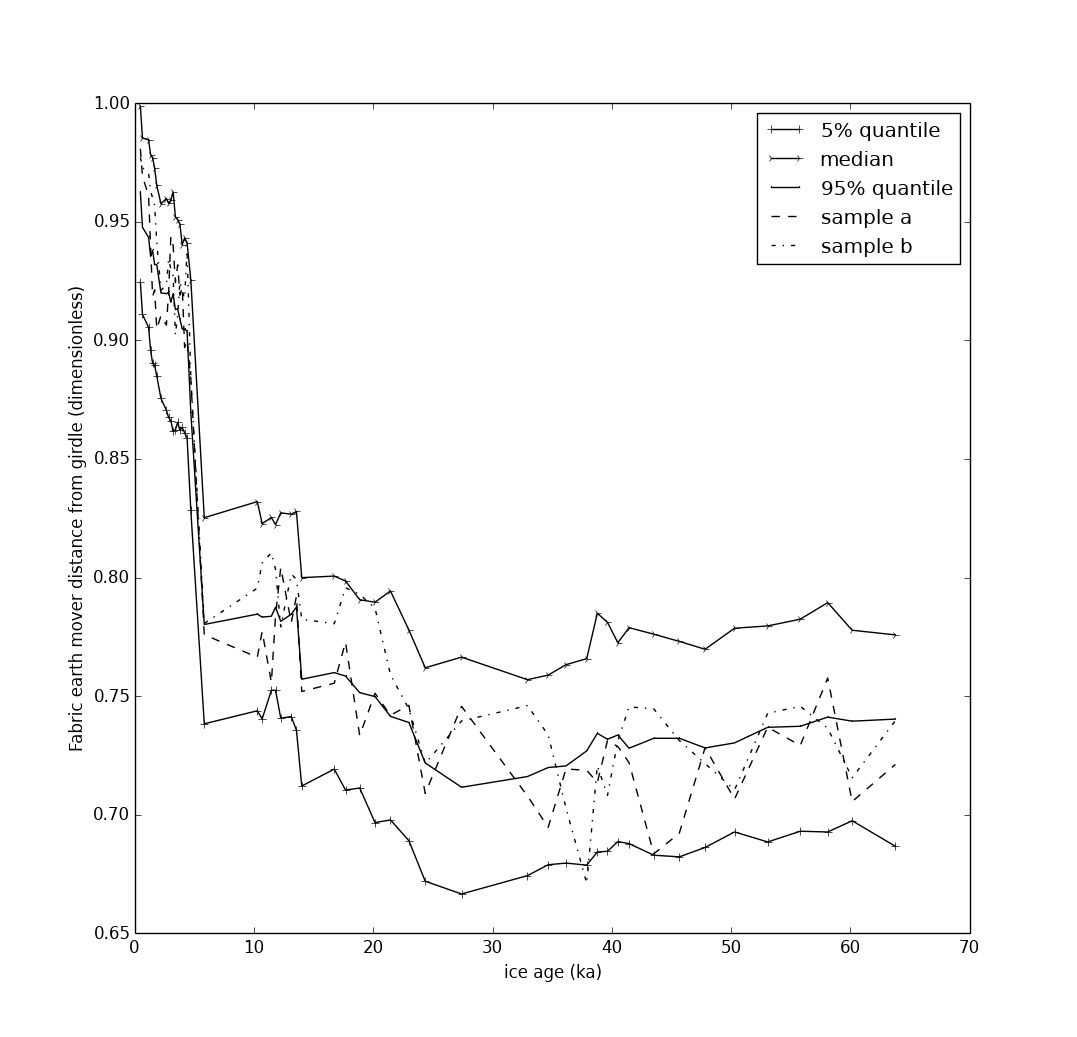 1.00
0.95
0.90
0.85
0.80
0.75
0.70
0.65
0 10 20 30 40 50 60 70
ice age (ka)
Fabric earth mover distance from girdle (dimensionless)
5% quantile
median
95% quantile
sample a
sample b